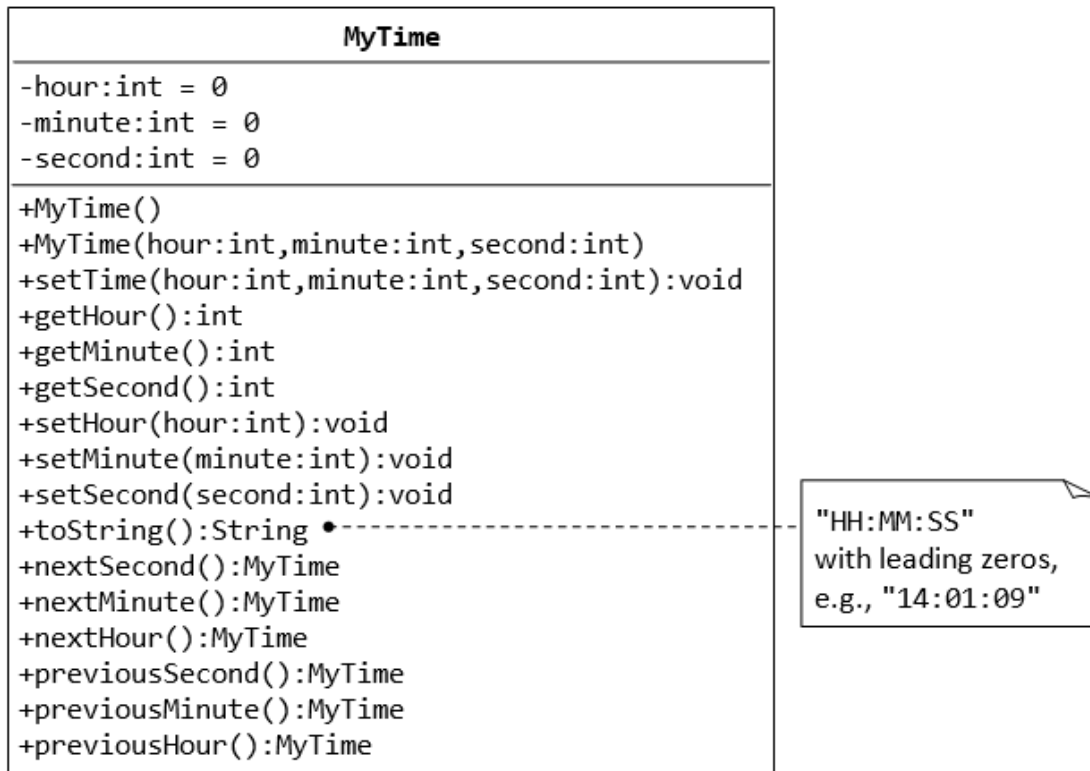 MyTime
-hour:int = 0
-minute:int = 0
-second:int = 0
+MyTime()
+MyTime(hour:int,minute:int,second:int)
+setTime(hour:int,minute:int,second:int):void
+getHour():int
+getMinute():int
+getSecond():int
+setHour(hour:int):void
+setMinute(minute:int):void
+setSecond(second:int):void
+toString():String
+nextSecond():MyTime
+nextMinute():MyTime
+nextHour():MyTime
+previousSecond():MyTime
+previousMinute():MyTime
+previousHour():MyTime
"HH:MM:SS"
with leading zeros,
e.g., "14:01:09"